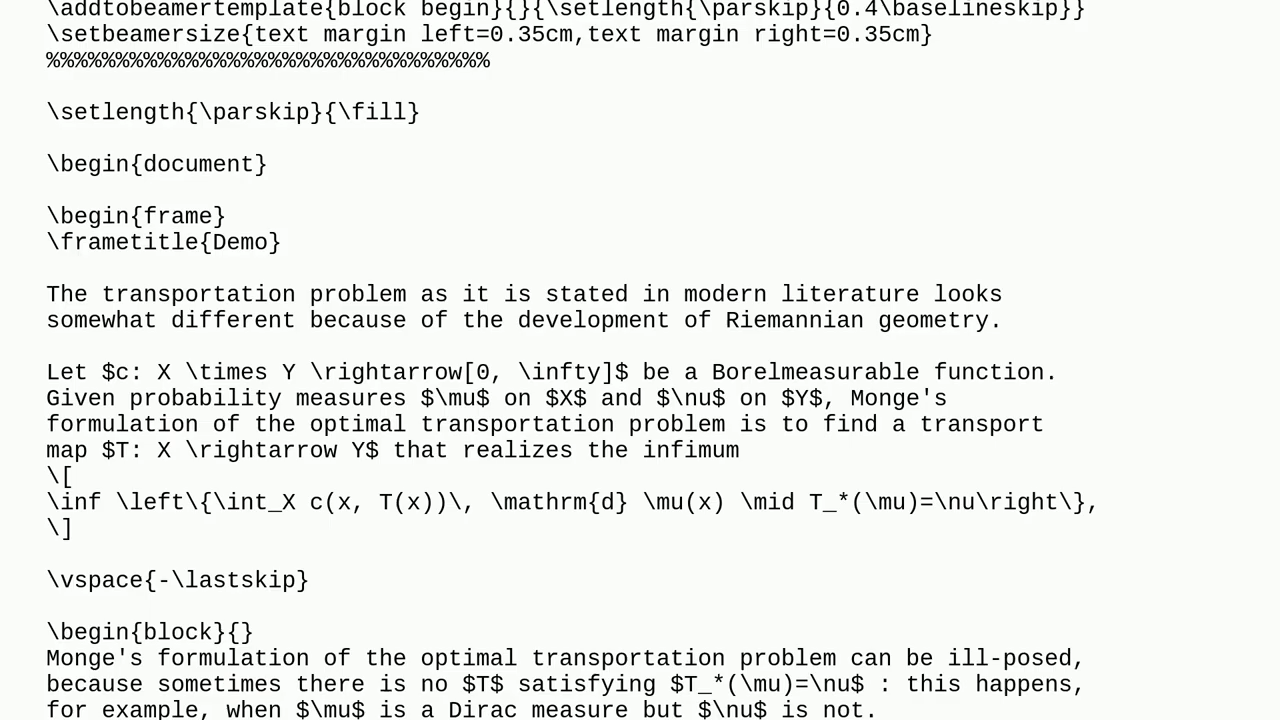 \addtobeamertemplate{block begin}{}{\setlength{\parskip}{0.4\baselineskip}}
\setbeamersize{text margin left=0.35cm,text margin right=0.35cm}
%%%%%%%%%%%%%%%%%%%%%%%%%%%%%%%%
\setlength{\parskip}{\fill}
\begin{document}
\begin{frame}
\frametitle{Demo}
The transportation problem as it is stated in modern literature looks
somewhat different because of the development of Riemannian geometry.
Let $c: X \times Y \rightarrow[0, \infty]$ be a Borelmeasurable function.
Given probability measures $\mu$ on $X$ and $\nu$ on $Y$, Monge's
formulation of the optimal transportation problem is to find a transport
map $T: X \rightarrow Y$ that realizes the infimum
\[
\inf \left\{\int_X c(x, T(x))\, \mathrm{d} \mu(x) \mid T_*(\mu)=\nu\right\},
\]
\vspace{-\lastskip}
\begin{block}{}
Monge's formulation of the optimal transportation problem can be ill-posed,
because sometimes there is no $T$ satisfying $T_*(\mu)=\nu$ : this happens,
for example, when $\mu$ is a Dirac measure but $\nu$ is not.